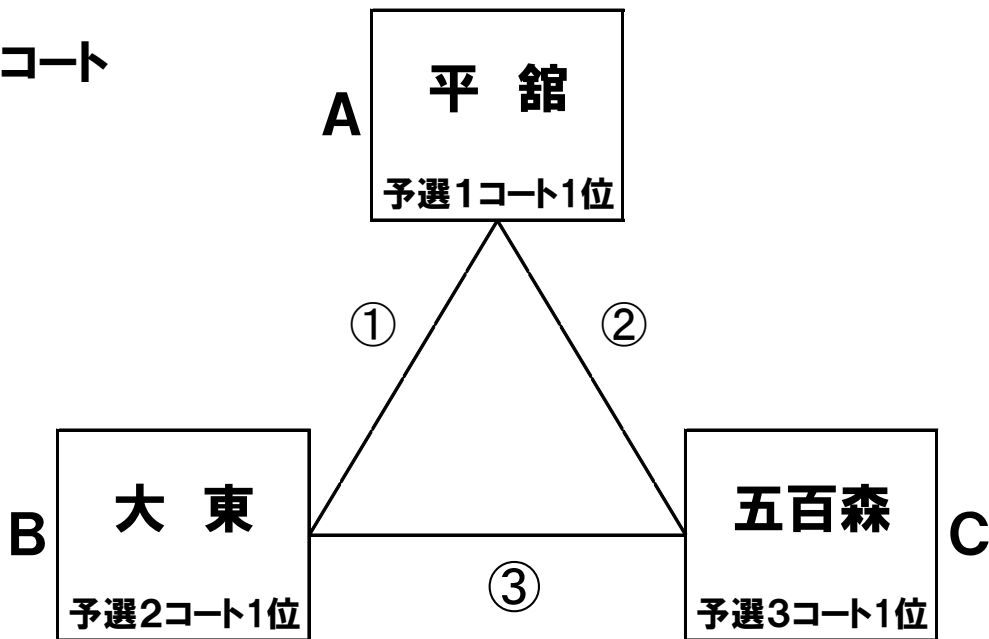 コート
A
平 舘
予選1コート1位
①
②
B
大 東
予選2コート1位
③
五百森
予選3コート1位
C